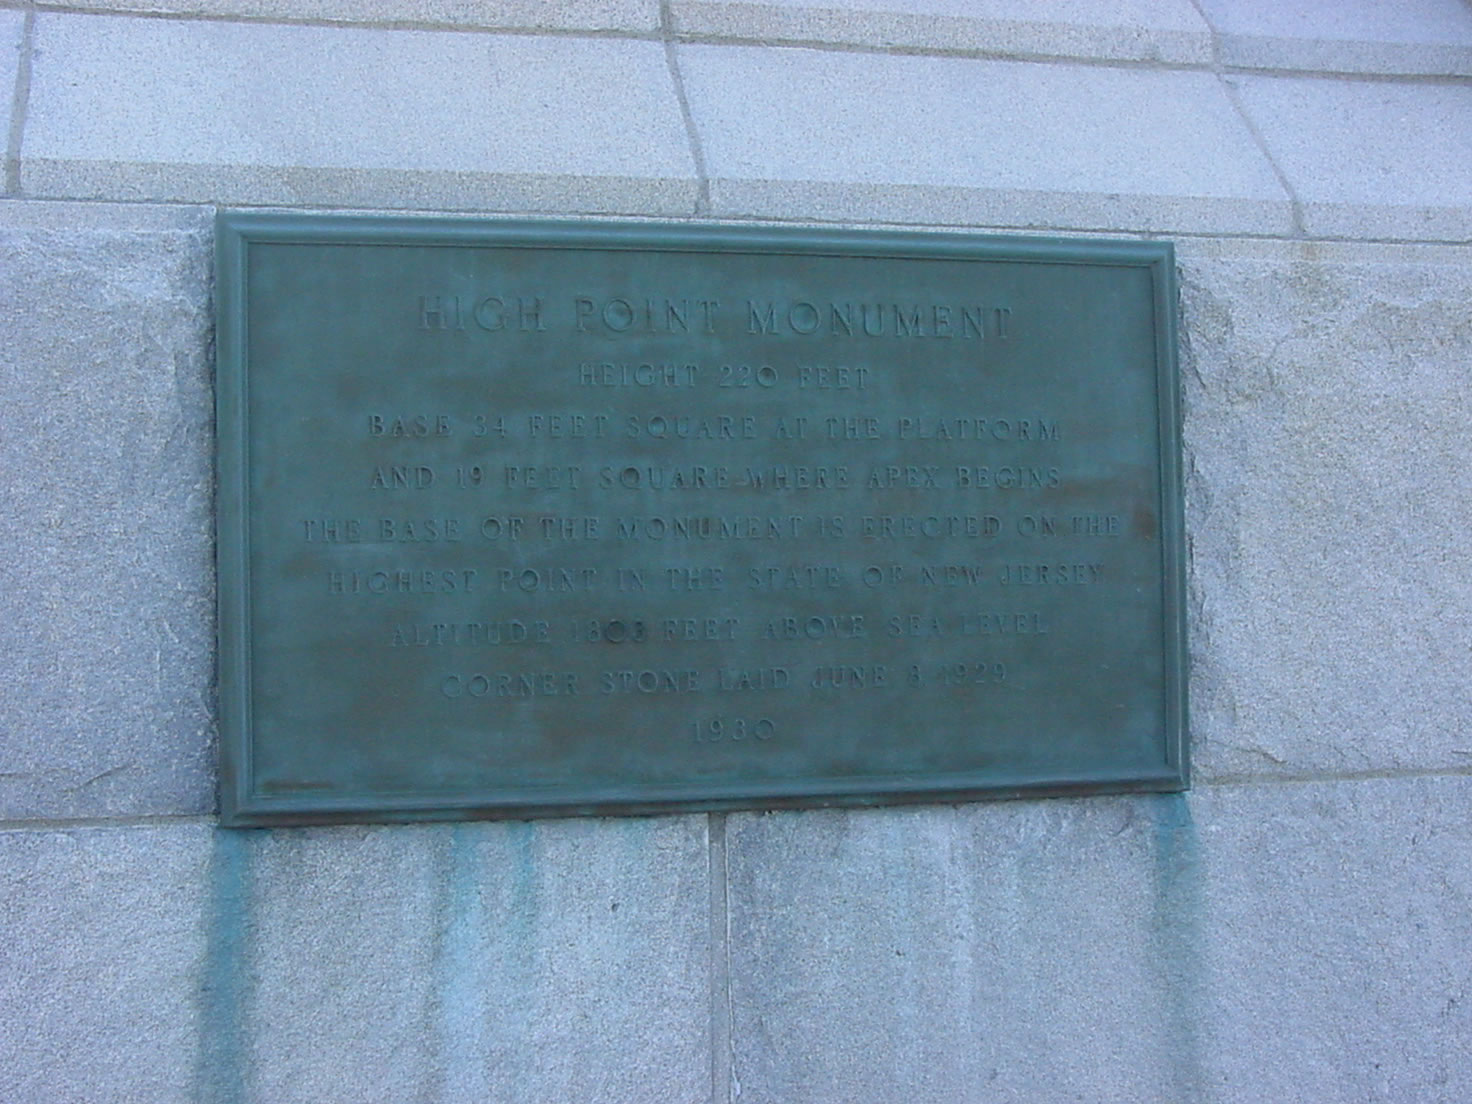 HIGH POINT MONUMENT
HEIGHT 220 FEET
BASE 34 FEET SQUARE AT THE PLATFORM
AND 19 FEET SQUARE WHERE APEX BEGINS
THE BASE OF THE MONUMENT IS ERECTED ON THE
HIGHEST POINT IN THE STATE OF NEW JERSEY
ALTITUDE 1803 FEET ABOVE SEA LEVEL
CORNER STONE LAID JUNE 8 1929
1930